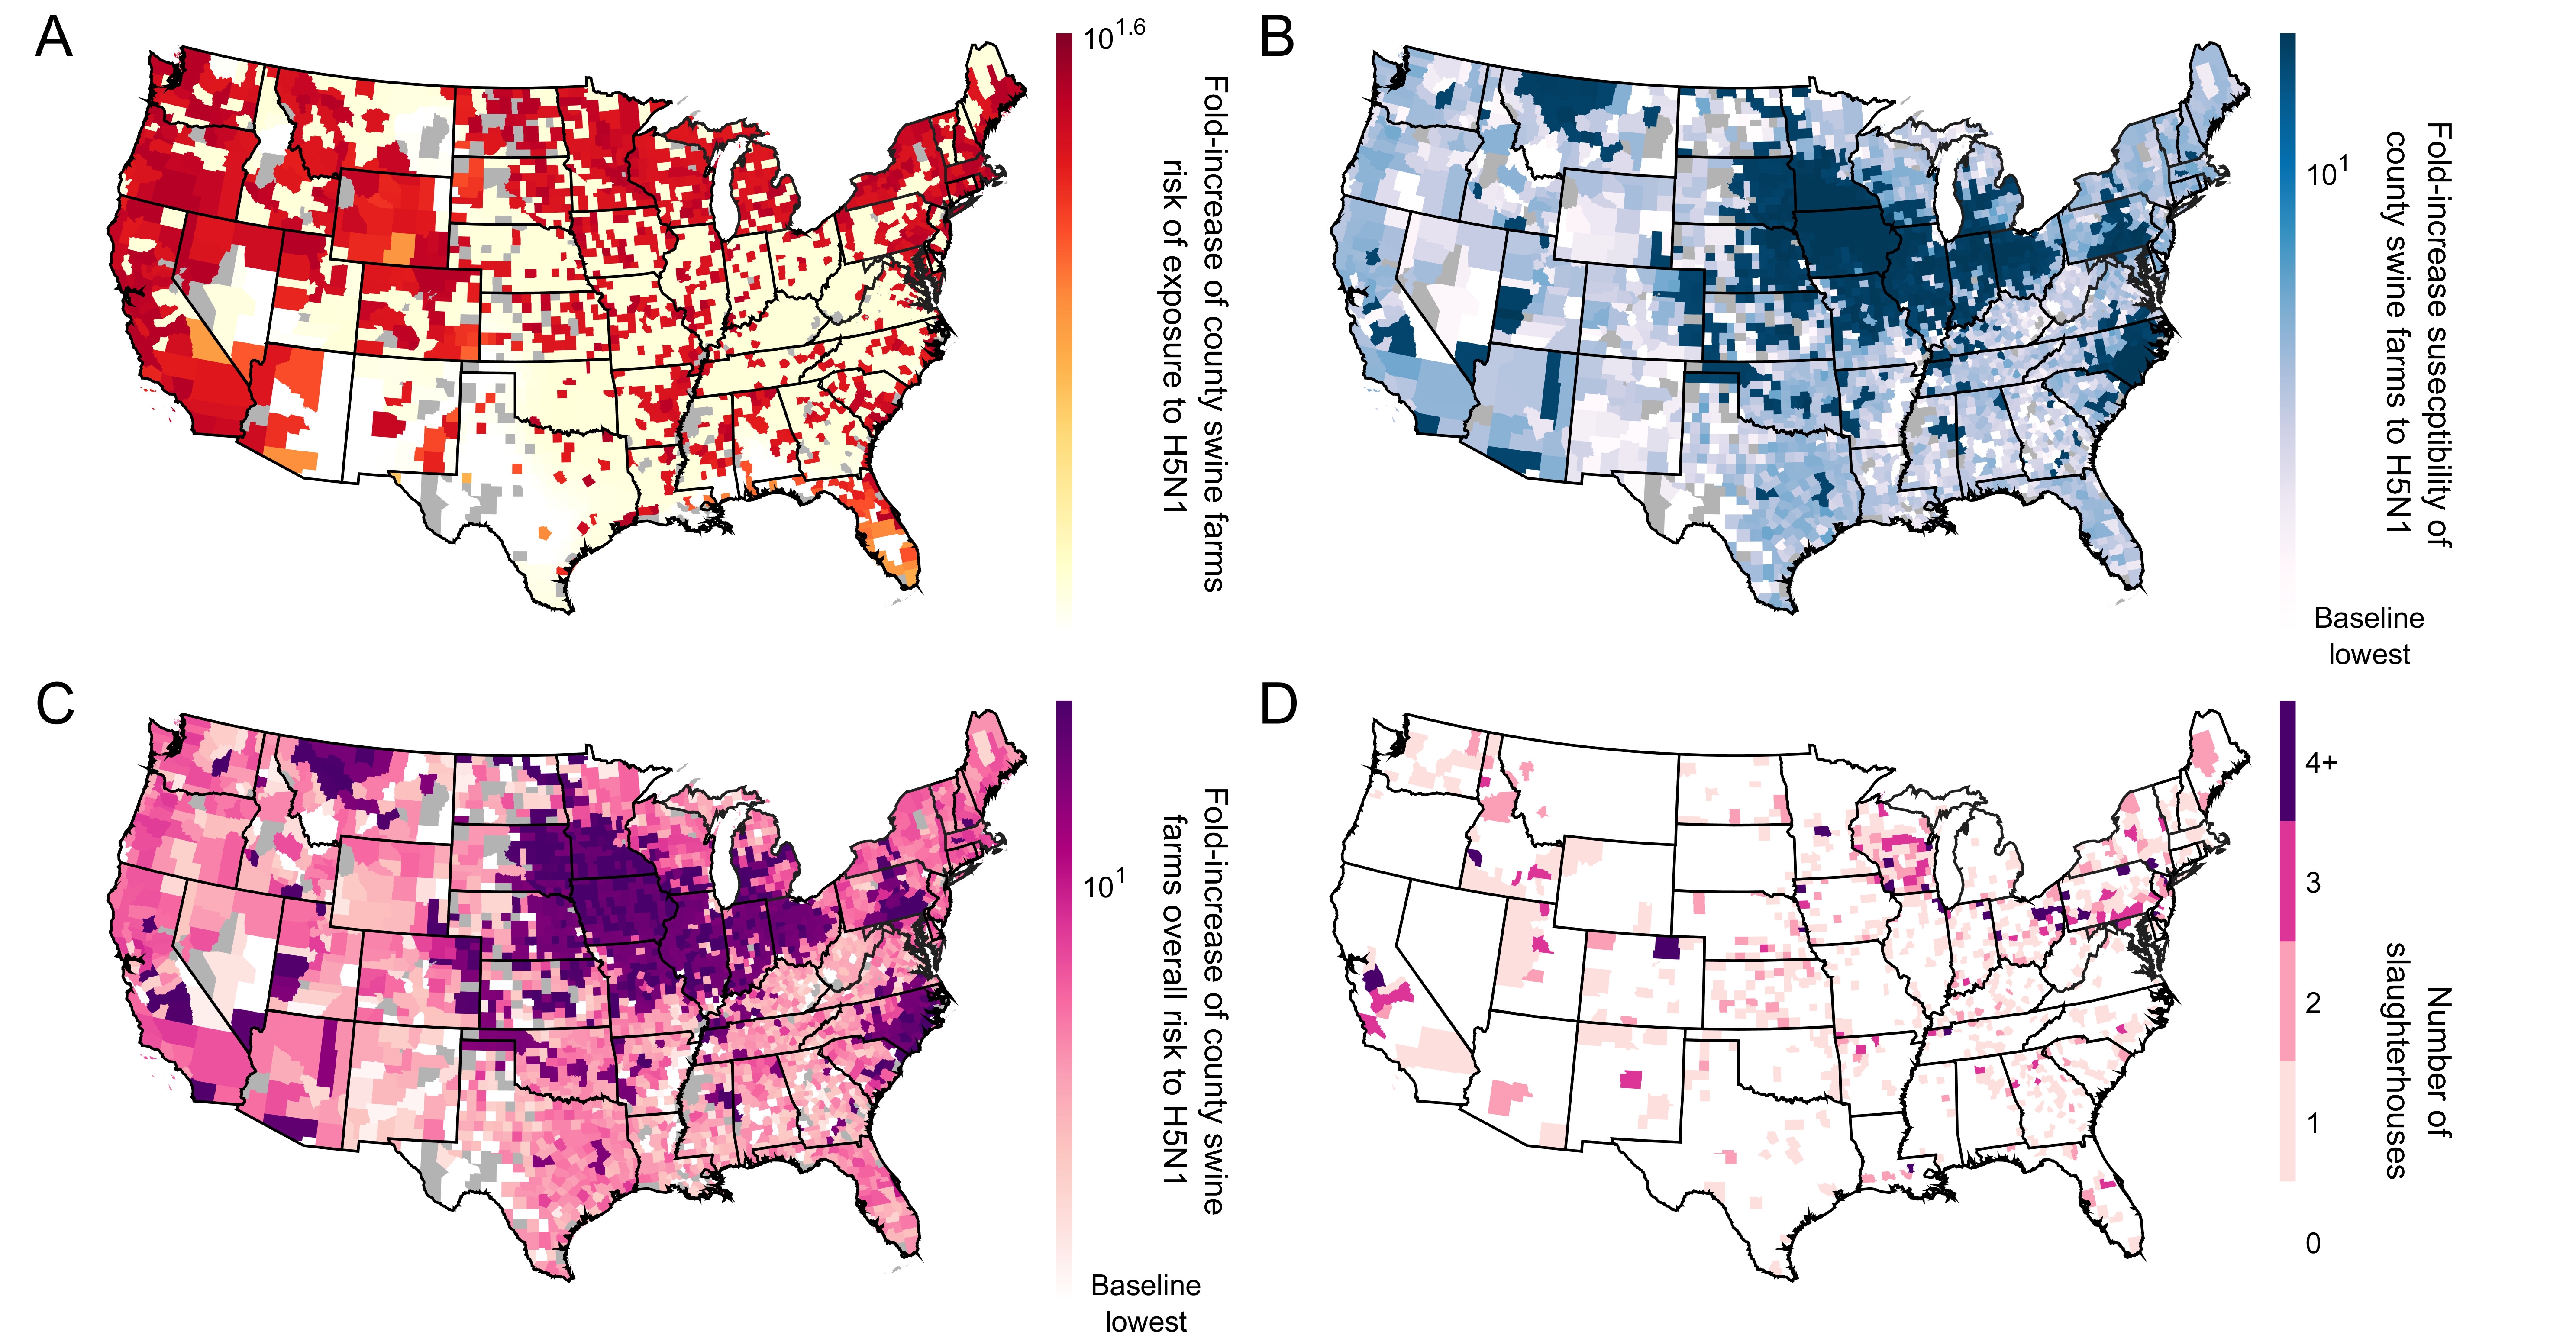 A
10^1.6
Fold-increase of county swine farms
risk of exposure to H5N1
B
10^1
Fold-increase susecptibility of
county swine farms to H5N1
Baseline
lowest
C
10^1
Fold-increase of county swine
farms overall risk to H5N1
Baseline
lowest
D
4+
3
2
1
0
Number of
slaughterhouses